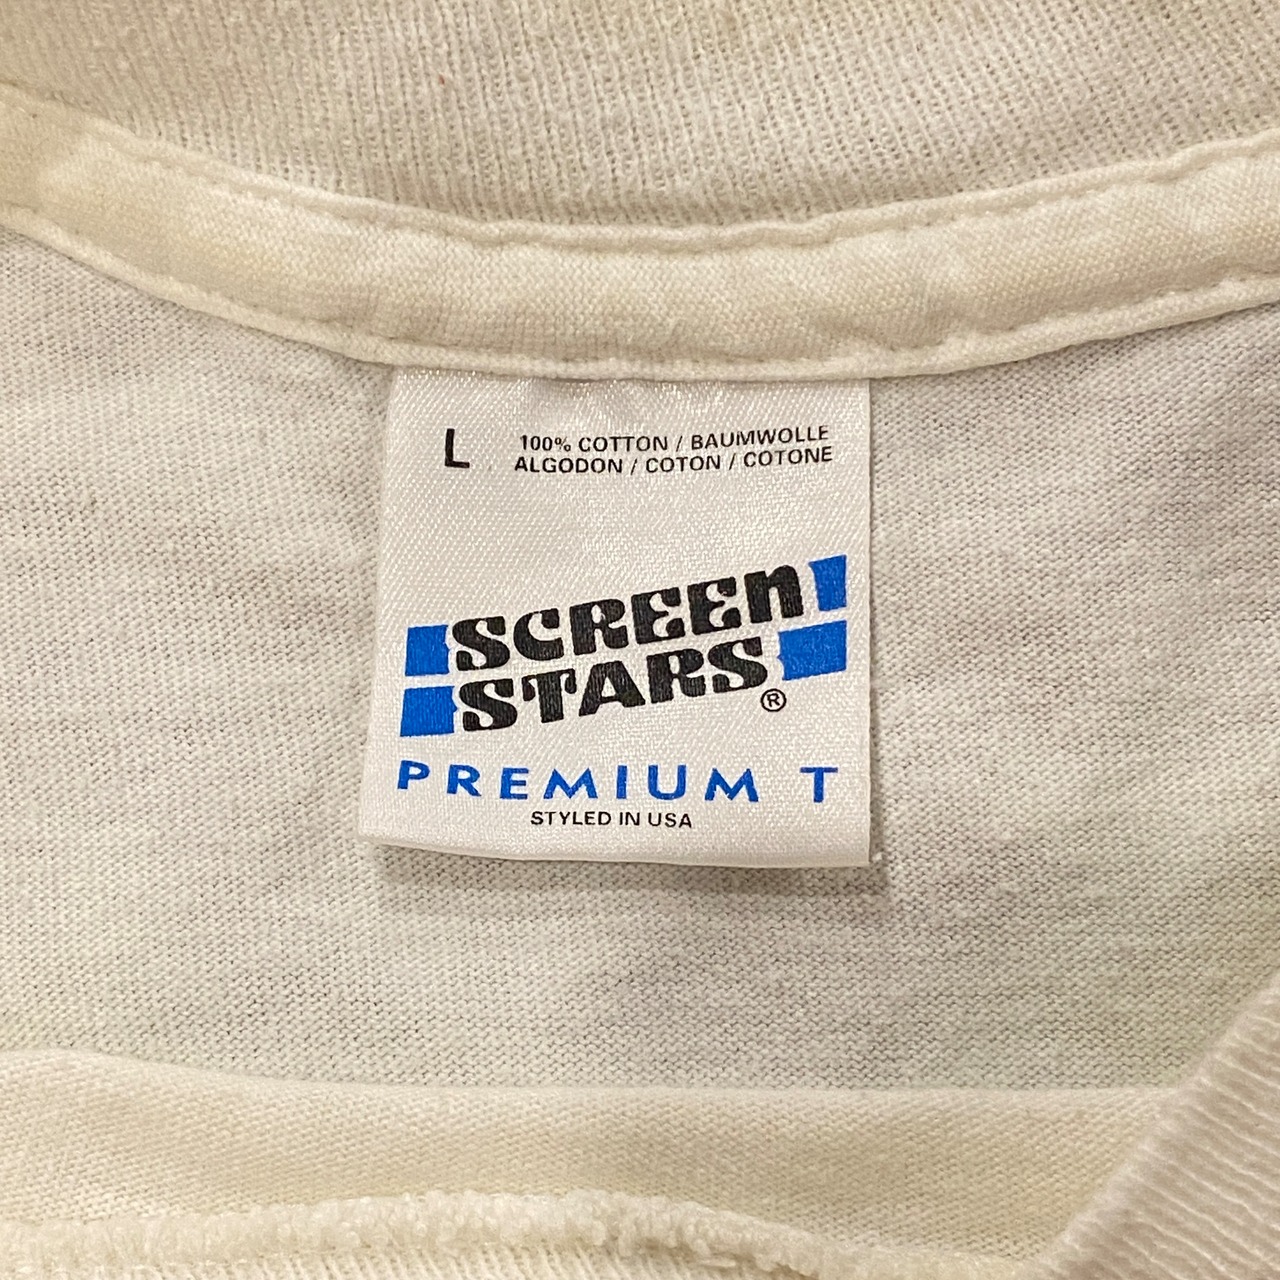 L
100% COTTON / BAUMWOLLE
ALGODON / COTON / COTONE
SCREEN
STARS®
PREMIUM T
STYLED IN USA